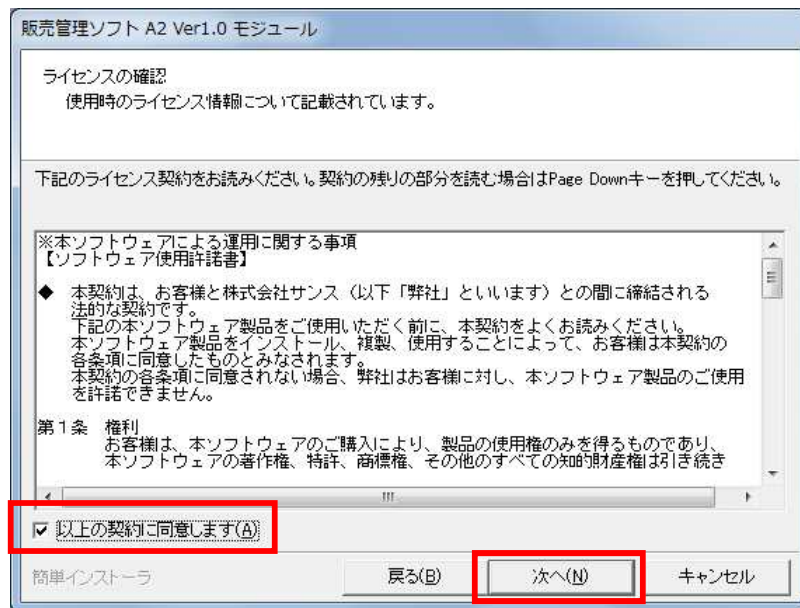 販売管理ソフト A2 Ver1.0 モジュール
ライセンスの確認
使用時のライセンス情報について記載されています。
下記のライセンス契約をお読みください。契約の残りの部分を読む場合はPage Downキーを押してください。
※本ソフトウェアによる運用に関する事項
【ソフトウェア使用許諾書】
◆ 本契約は、お客様と株式会社サンス（以下「弊社」といいます）との間に締結される
法的な契約です。
下記の本ソフトウェア製品をご使用いただく前に、本契約をよくお読みください。
本ソフトウェア製品をインストール、複製、使用することによって、お客様は本契約の
各条項に同意したものとみなされます。
本契約の各条項に同意されない場合、弊社はお客様に対し、本ソフトウェア製品のご使用
を許諾できません。
第１条 権利
お客様は、本ソフトウェアのご購入により、製品の使用権のみを得るものであり、
本ソフトウェアの著作権、特許、商標権、その他のすべての知的財産権は引き続き
以上の契約に同意します(A)
簡単インストーラ 戻る(B) 次へ(N) キャンセル